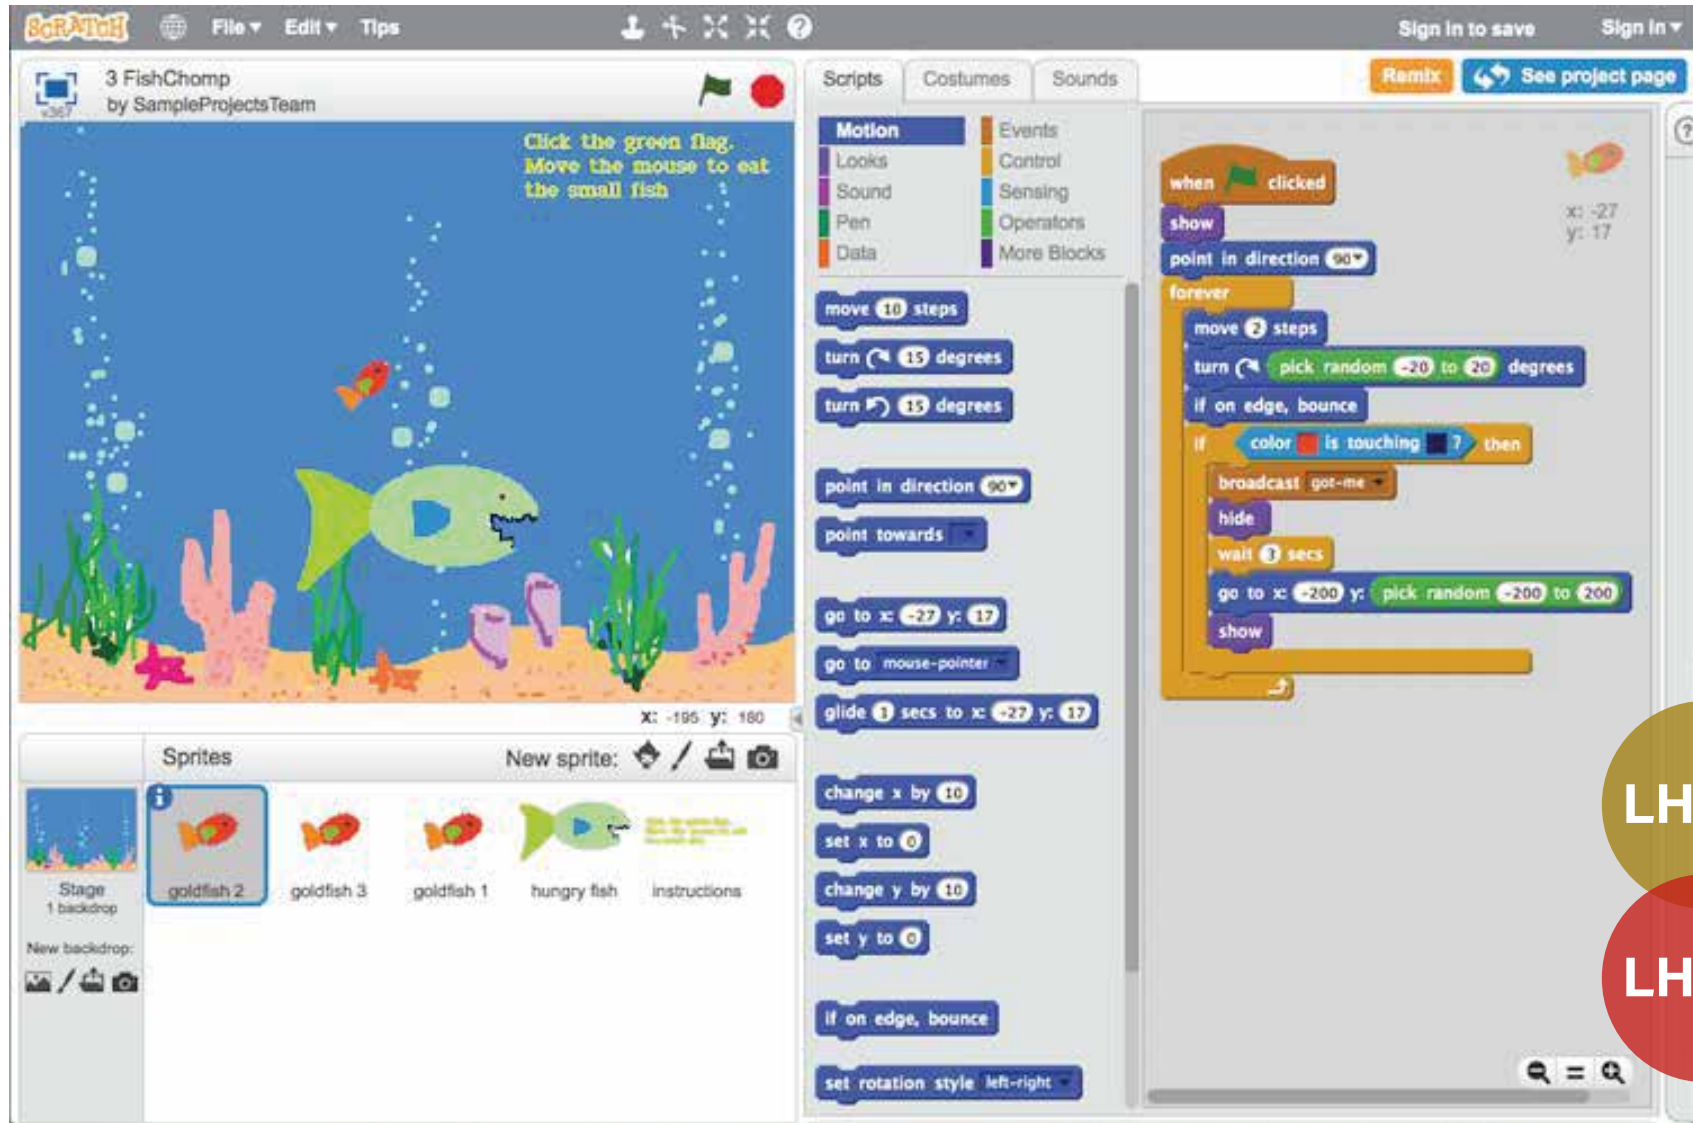 SCRATCH File Edit Tips Sign in to save Sign in
v367
3 FishChomp
by SampleProjectsTeam
Click the green flag.
Move the mouse to eat
the small fish
X: -195 y: 180
Sprites New sprite:
Stage
1 backdrop
New backdrop:
goldfish 2
goldfish 3
goldfish 1
hungry fish
instructions
Scripts Costumes Sounds
Remix See project page
Motion
Looks
Sound
Pen
Data
Events
Control
Sensing
Operators
More Blocks
move 10 steps
turn 15 degrees
turn 15 degrees
point in direction 90
point towards
go to x: -27 y: 17
go to mouse-pointer
glide 1 secs to x: -27 y: 17
change x by 10
set x to 0
change y by 10
set y to 0
if on edge, bounce
set rotation style left-right
x: -27
y: 17
when clicked
show
point in direction 90
forever
move 2 steps
turn pick random -20 to 20 degrees
if on edge, bounce
if color is touching ? then
broadcast got-me
hide
wait secs
go to x: -200 y: pick random -200 to 200
show
?
=
LH
LH